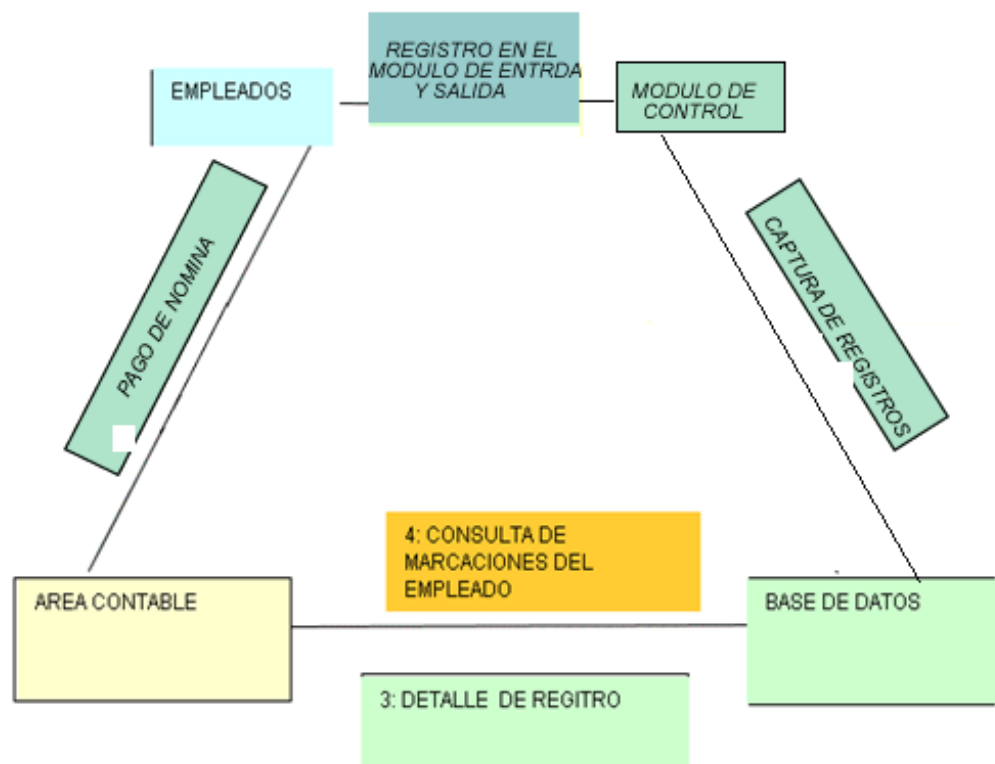 REGISTRO EN EL
MODULO DE ENTRDA
Y SALIDA
EMPLEADOS
MODULO DE
CONTROL
PAGO DE NOMINA
CAPTURA DE REGISTROS
4: CONSULTA DE
MARCACIONES DEL
EMPLEADO
AREA CONTABLE
BASE DE DATOS
3: DETALLE DE REGITRO